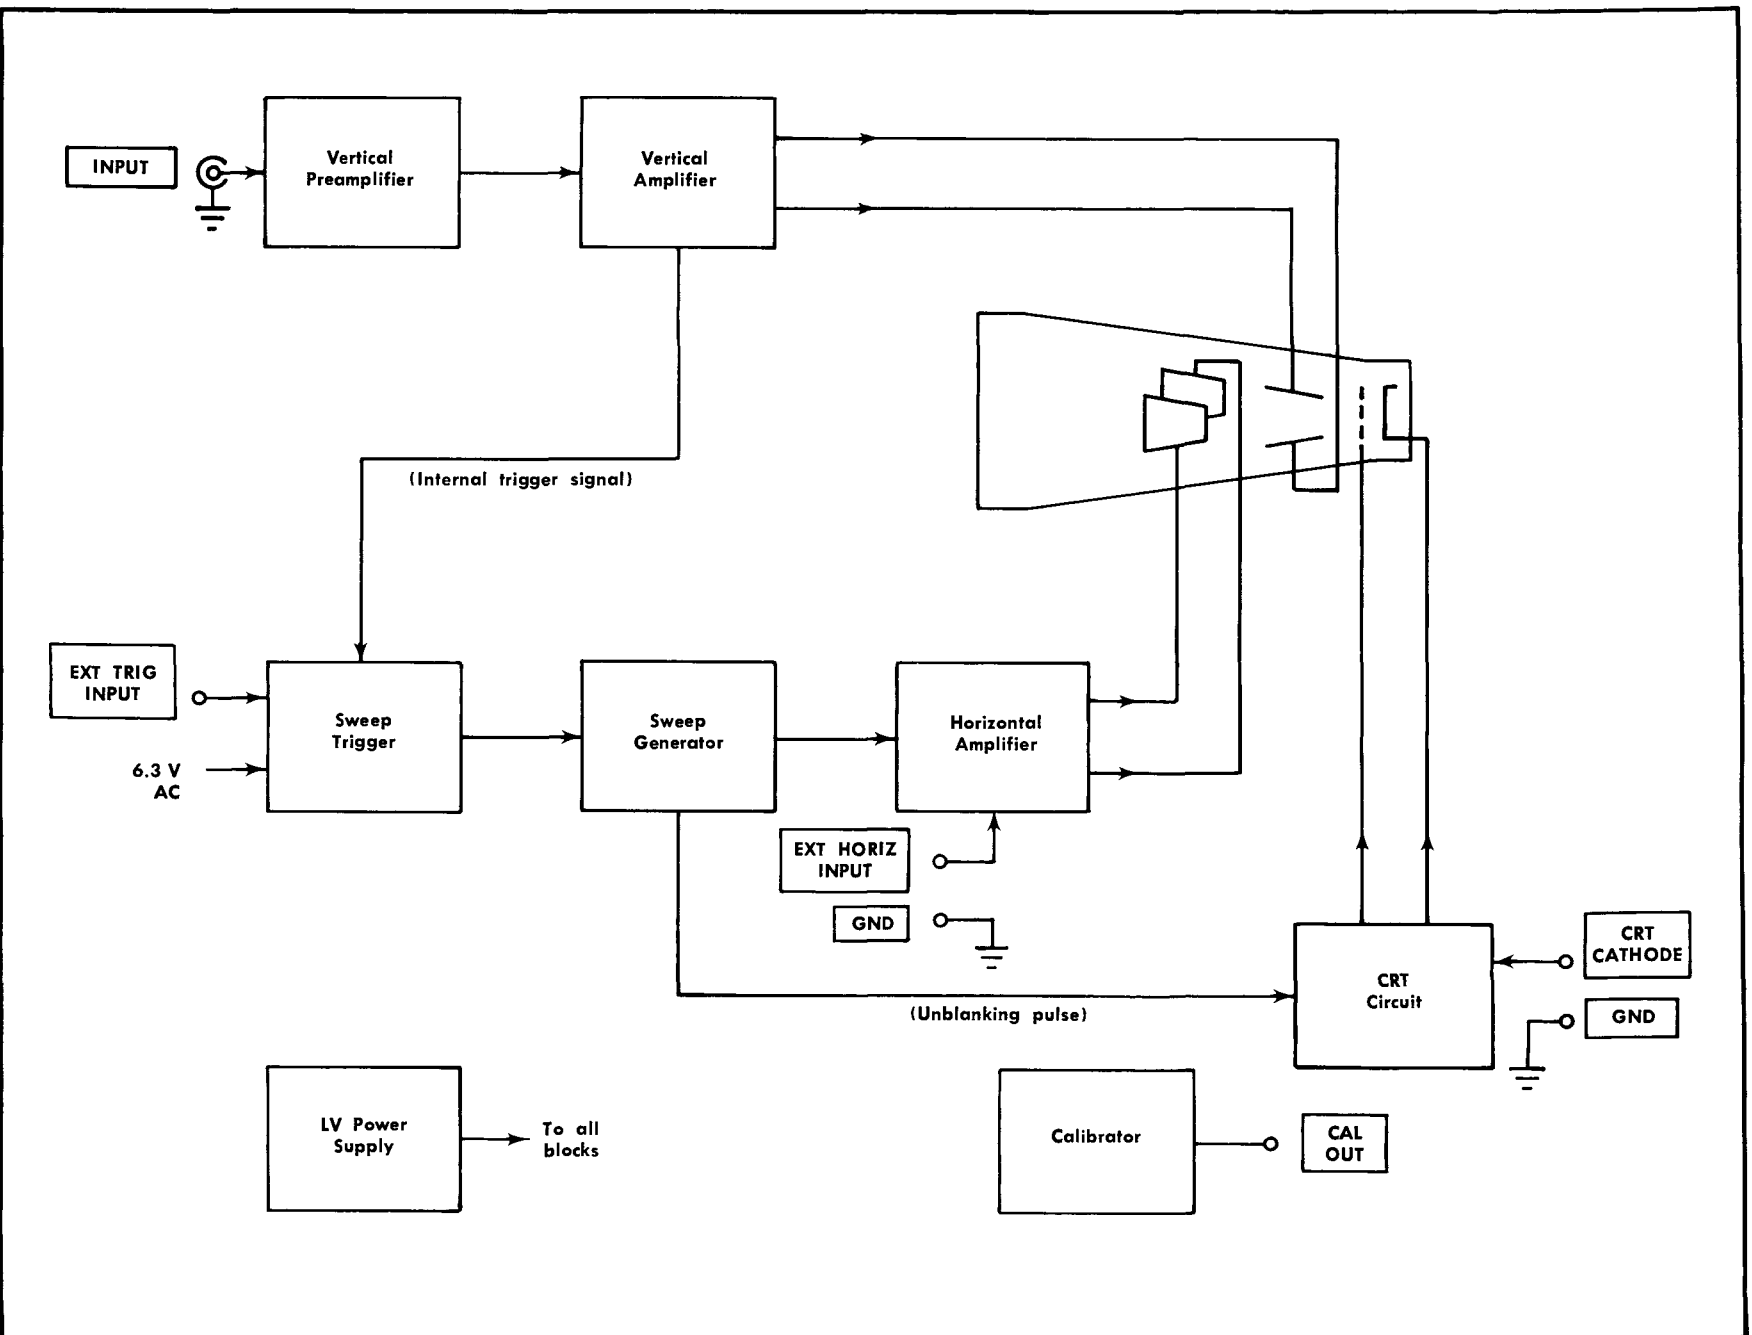 INPUT
Vertical
Preamplifier
Vertical
Amplifier
(Internal trigger signal)
EXT TRIG
INPUT
6.3 V
AC
Sweep
Trigger
Sweep
Generator
Horizontal
Amplifier
EXT HORIZ
INPUT
GND
(Unblanking pulse)
CRT
Circuit
CRT
CATHODE
GND
LV Power
Supply
To all
blocks
Calibrator
CAL
OUT